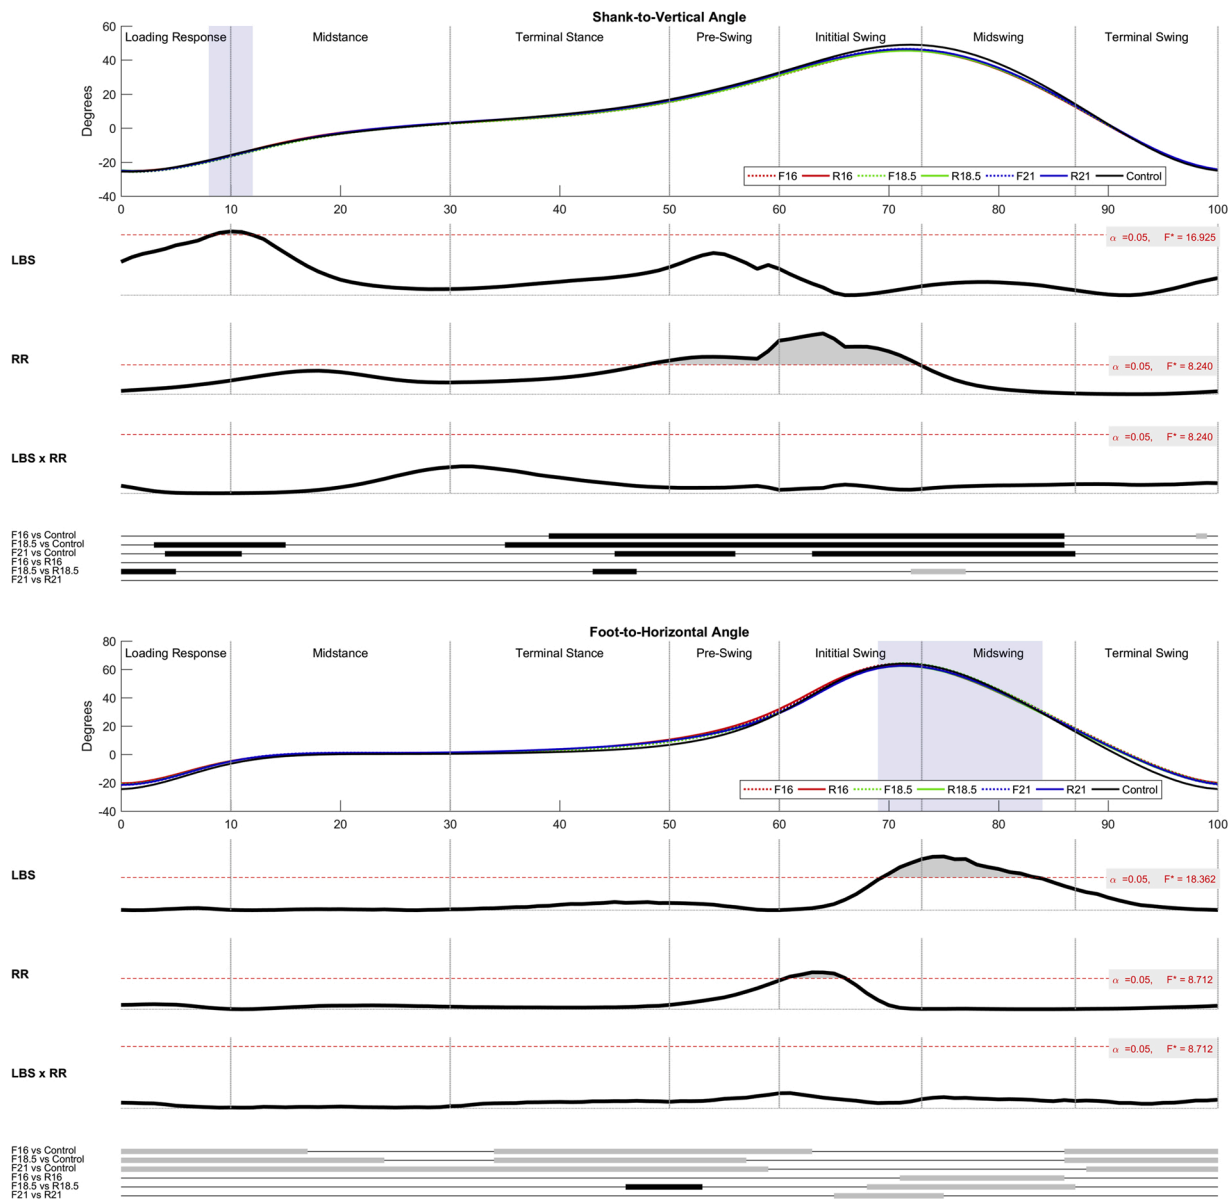 Shank-to-Vertical Angle
60
40
20
0
-20
-40
Degrees
Loading Response Midstance Terminal Stance Pre-Swing Inititial Swing Midswing Terminal Swing
F16 R16 F18.5 R18.5 F21 R21 Control
0 10 20 30 40 50 60 70 80 90 100
LBS
α =0.05, F* = 16.925
RR
α =0.05, F* = 8.240
LBS x RR
α =0.05, F* = 8.240
F16 vs Control
F18.5 vs Control
F21 vs Control
F16 vs R16
F18.5 vs R18.5
F21 vs R21
Foot-to-Horizontal Angle
80
60
40
20
0
-20
-40
Degrees
Loading Response Midstance Terminal Stance Pre-Swing Inititial Swing Midswing Terminal Swing
F16 R16 F18.5 R18.5 F21 R21 Control
0 10 20 30 40 50 60 70 80 90 100
LBS
α =0.05, F* = 18.362
RR
α =0.05, F* = 8.712
LBS x RR
α =0.05, F* = 8.712
F16 vs Control
F18.5 vs Control
F21 vs Control
F16 vs R16
F18.5 vs R18.5
F21 vs R21